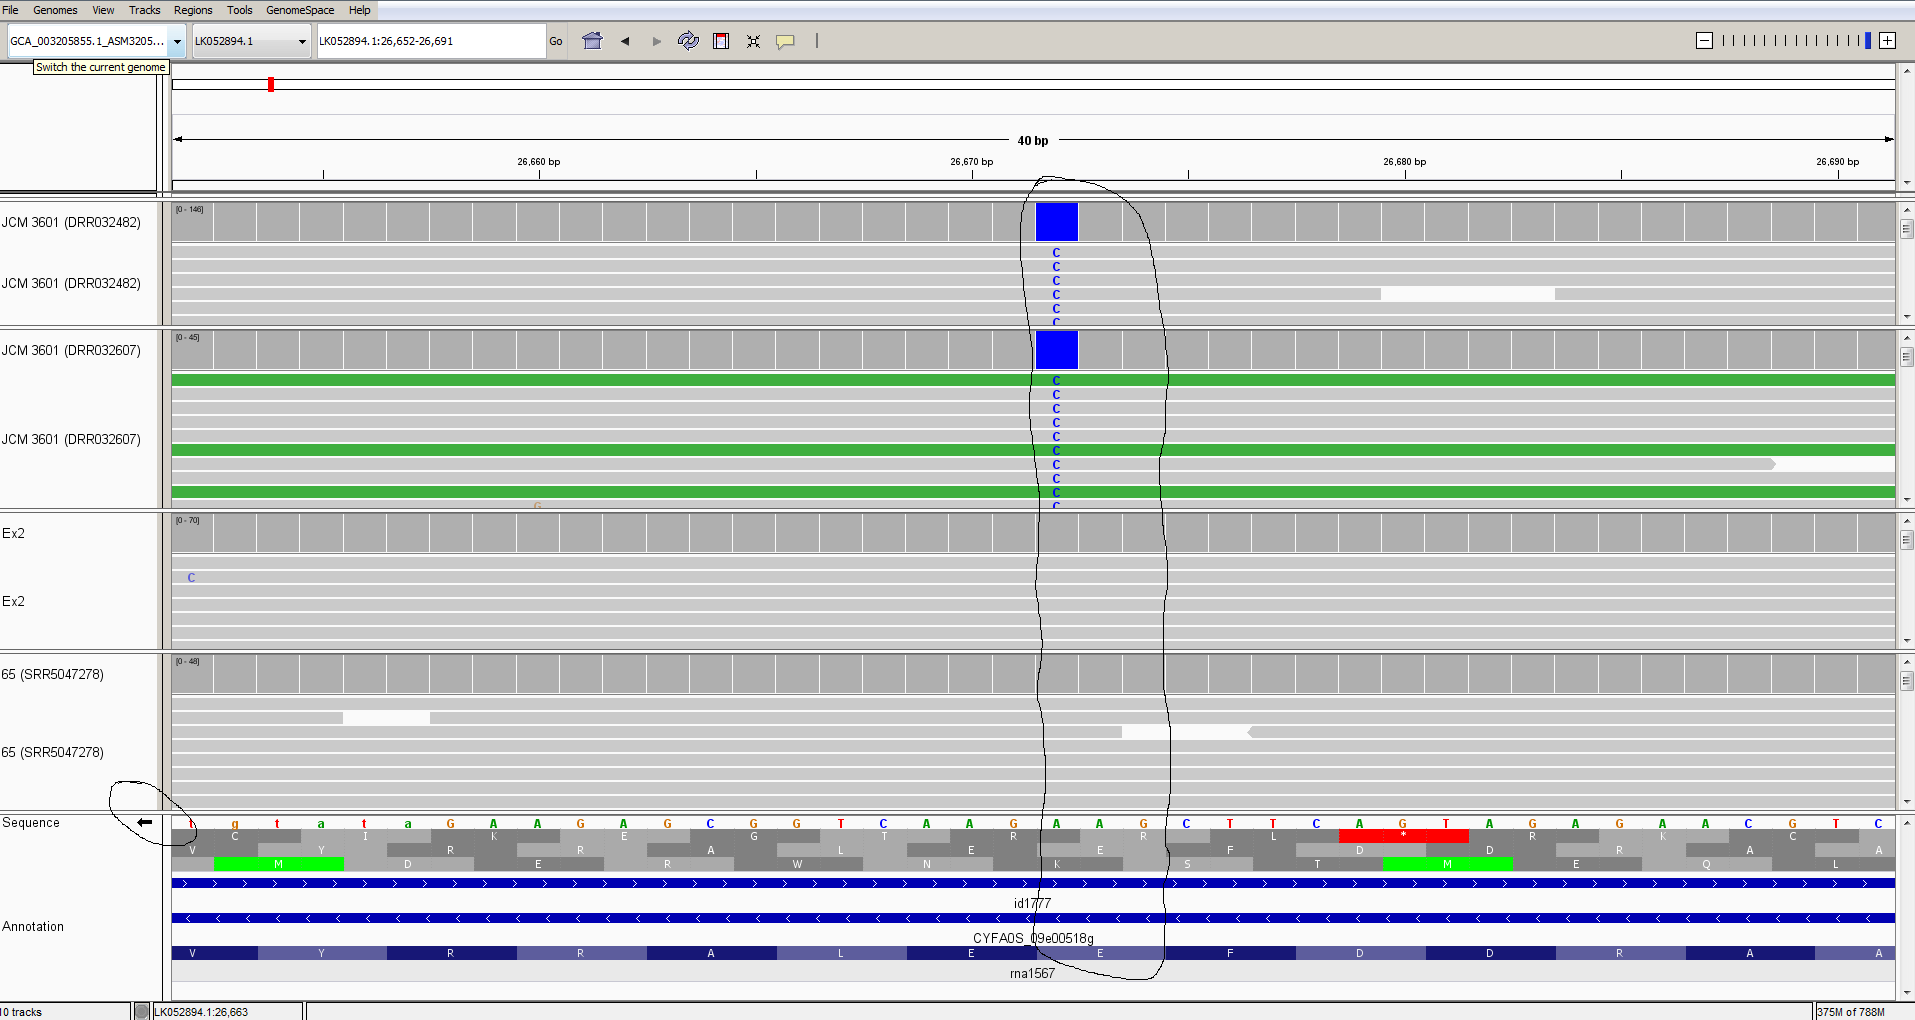 File Genomes View Tracks Regions Tools GenomeSpace Help
GCA_003205855.1_ASM3205... LK052894.1 LK052894.1:26,652-26,691 Go
Switch the current genome
40 bp
26,660 bp 26,670 bp 26,680 bp 26,690 bp
JCM 3601 (DRR032482) [0 - 146]
C
C
JCM 3601 (DRR032482) C
C
C
C
JCM 3601 (DRR032607) [0 - 45]
C
C
C
C
JCM 3601 (DRR032607) C
C
C
C
C
G C
Ex2 [0 - 70]
C
Ex2
65 (SRR5047278) [0 - 48]
65 (SRR5047278)
Sequence t g t a t a G A A G A G C G G T C A A G A A G C T T C A G T A G A G A A C G T C
C I K E G T R R L * R K C
V Y R R A L E E F D D R A A
M D E R W N K S T M E Q L
id1777
Annotation
CYFA0S_09e00518g
V Y R R A L E E F D D R A A
rna1567
10 tracks LK052894.1:26,663 375M of 788M